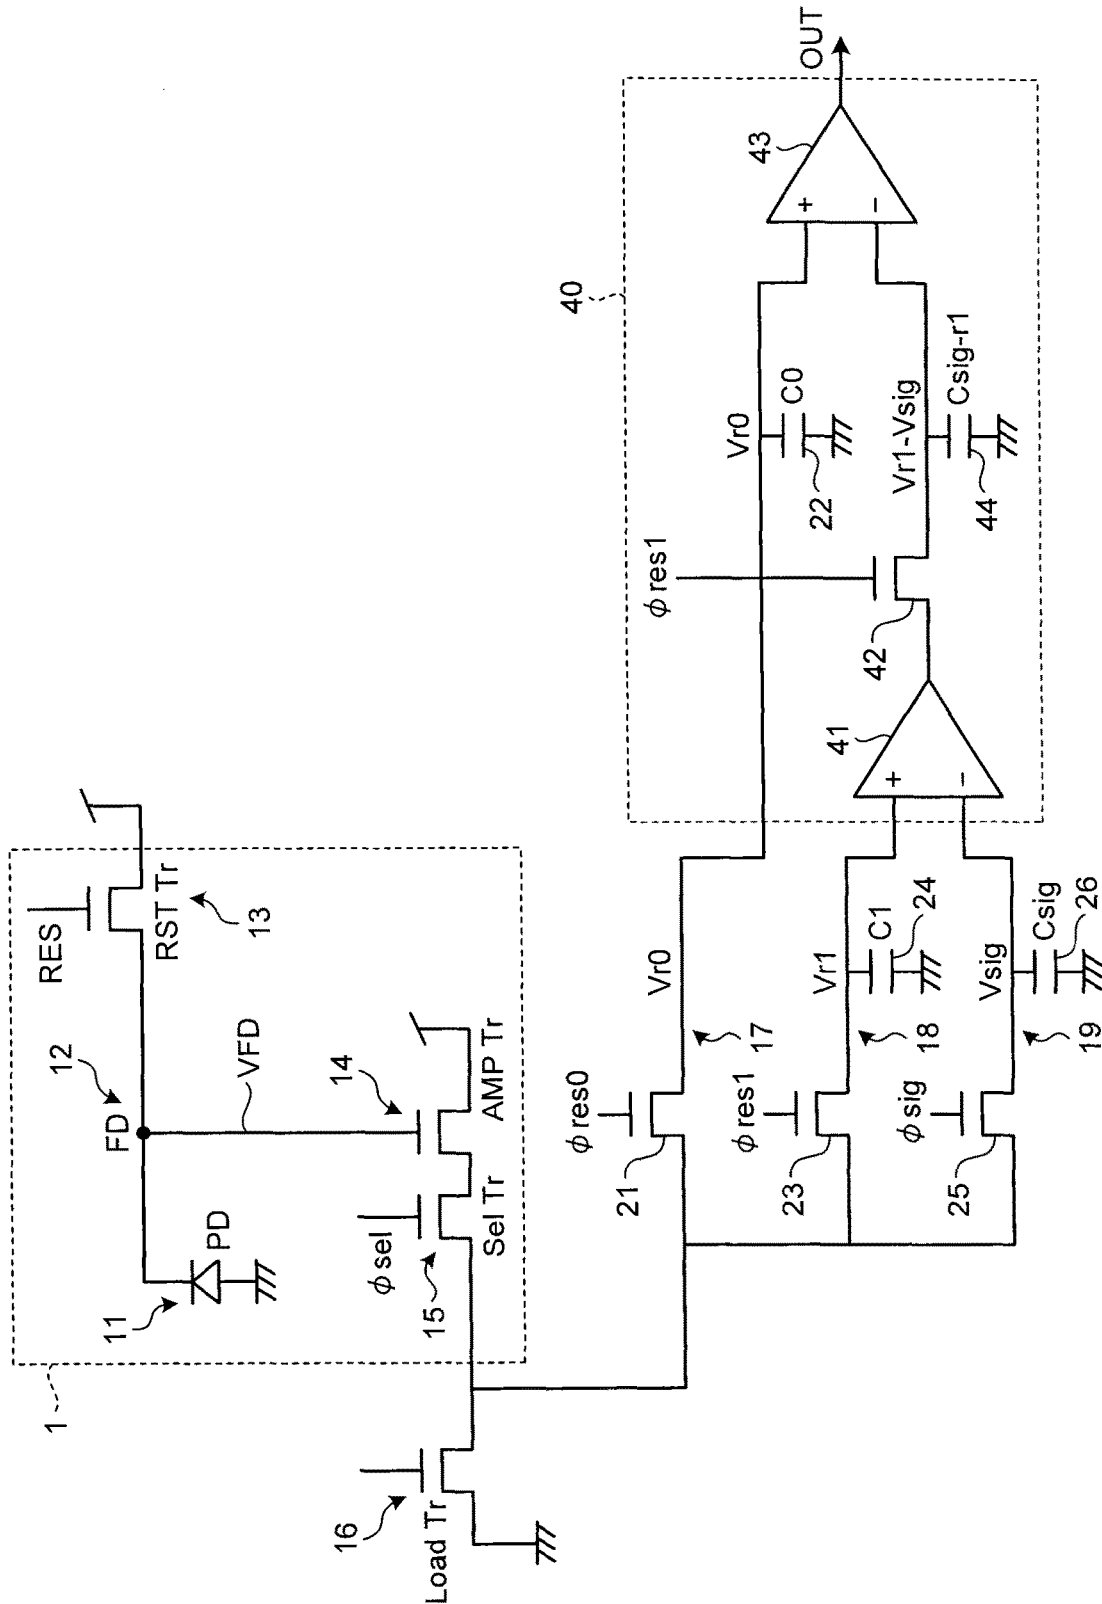 1
RES
RST Tr
13
12
FD
VFD
14
AMP Tr
11
PD
ϕsel
15
Sel Tr
16
Load Tr
ϕres0
21
Vr0
17
ϕres1
23
Vr1
C1
24
18
ϕsig
25
Vsig
Csig
26
19
40
ϕres1
Vr0
C0
22
41
+
−
42
Vr1-Vsig
Csig-r1
44
43
+
−
OUT